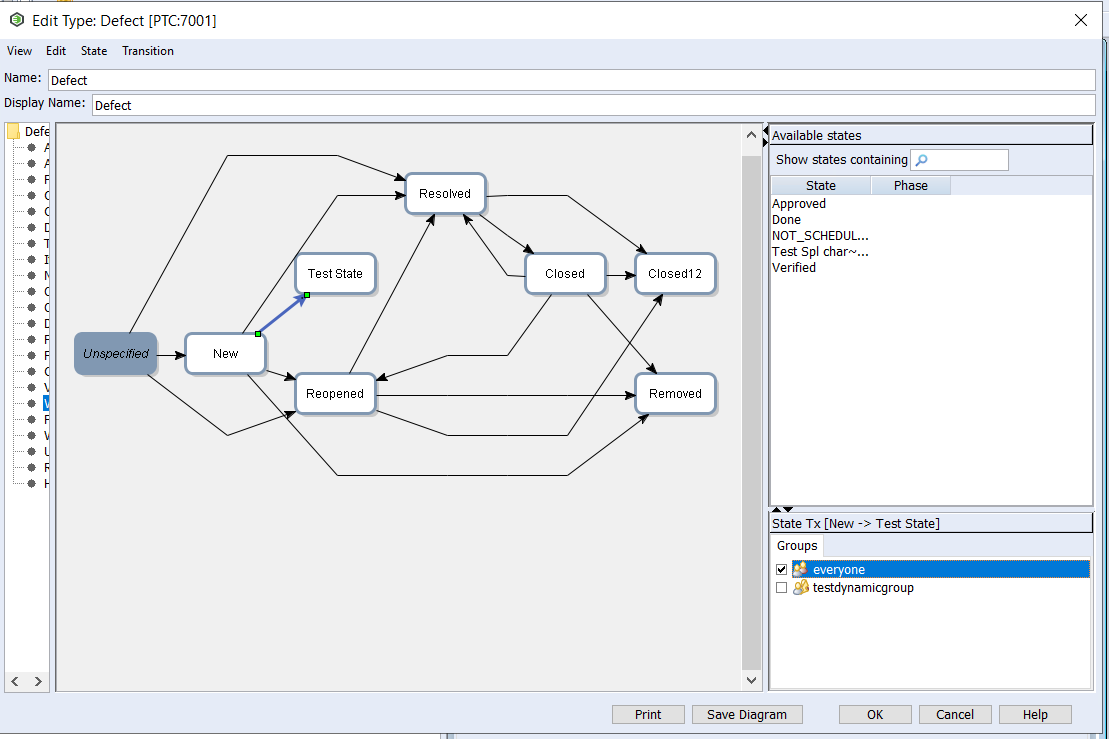 Edit Type: Defect [PTC:7001]
View Edit State Transition
Name: Defect
Display Name: Defect
Defe
Resolved
Test State
Closed
Closed12
Unspecified
New
Reopened
Removed
Available states
Show states containing
State Phase
Approved
Done
NOT_SCHEDUL...
Test Spl char~...
Verified
State Tx [New -> Test State]
Groups
everyone
testdynamicgroup
Print Save Diagram OK Cancel Help